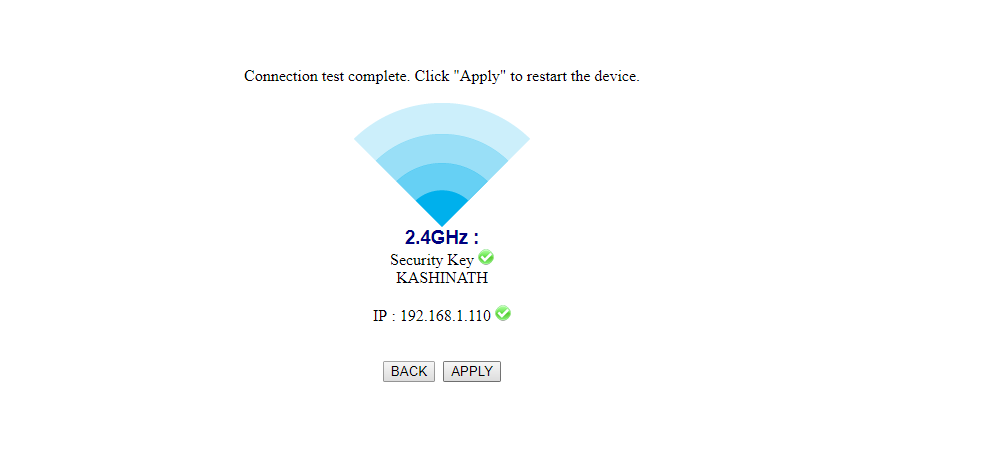 Connection test complete. Click "Apply" to restart the device.
2.4GHz :
Security Key
KASHINATH
IP : 192.168.1.110
BACK APPLY